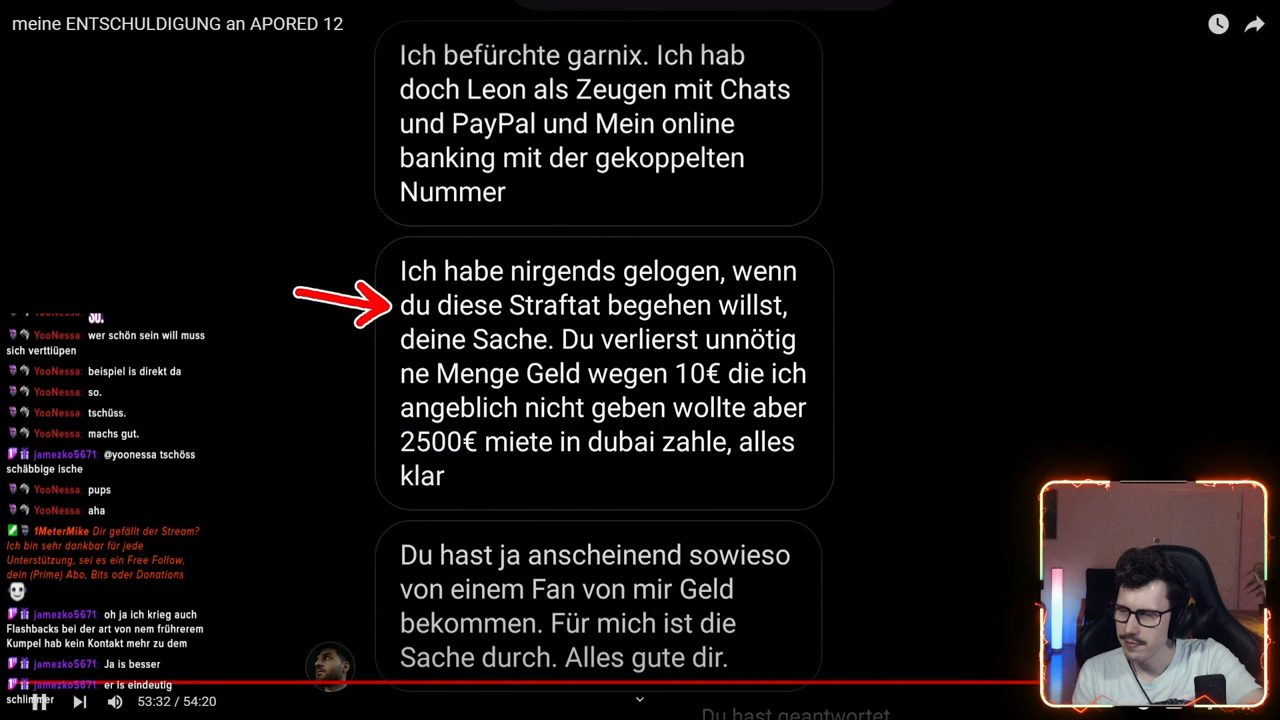 meine ENTSCHULDIGUNG an APORED 12
Ich befürchte garnix. Ich hab
doch Leon als Zeugen mit Chats
und PayPal und Mein online
banking mit der gekoppelten
Nummer
Ich habe nirgends gelogen, wenn
du diese Straftat begehen willst,
deine Sache. Du verlierst unnötig
ne Menge Geld wegen 10€ die ich
angeblich nicht geben wollte aber
2500€ miete in dubai zahle, alles
klar
Du hast ja anscheinend sowieso
von einem Fan von mir Geld
bekommen. Für mich ist die
Sache durch. Alles gute dir.
Du hast geantwortet
so.
YooNessa: wer schön sein will muss
sich verttüpen
YooNessa: beispiel is direkt da
YooNessa: so.
YooNessa: tschüss.
YooNessa: machs gut.
jamezko5671: @yoonessa tschöss
schäbbige ische
YooNessa: pups
YooNessa: aha
1MeterMike Dir gefällt der Stream?
Ich bin sehr dankbar für jede
Unterstützung, sei es ein Free Follow,
dein (Prime) Abo, Bits oder Donations
jamezko5671: oh ja ich krieg auch
Flashbacks bei der art von nem früherem
Kumpel hab kein Kontakt mehr zu dem
jamezko5671: Ja is besser
jamezko5671: er is eindeutig
schlimmer
53:32 / 54:20